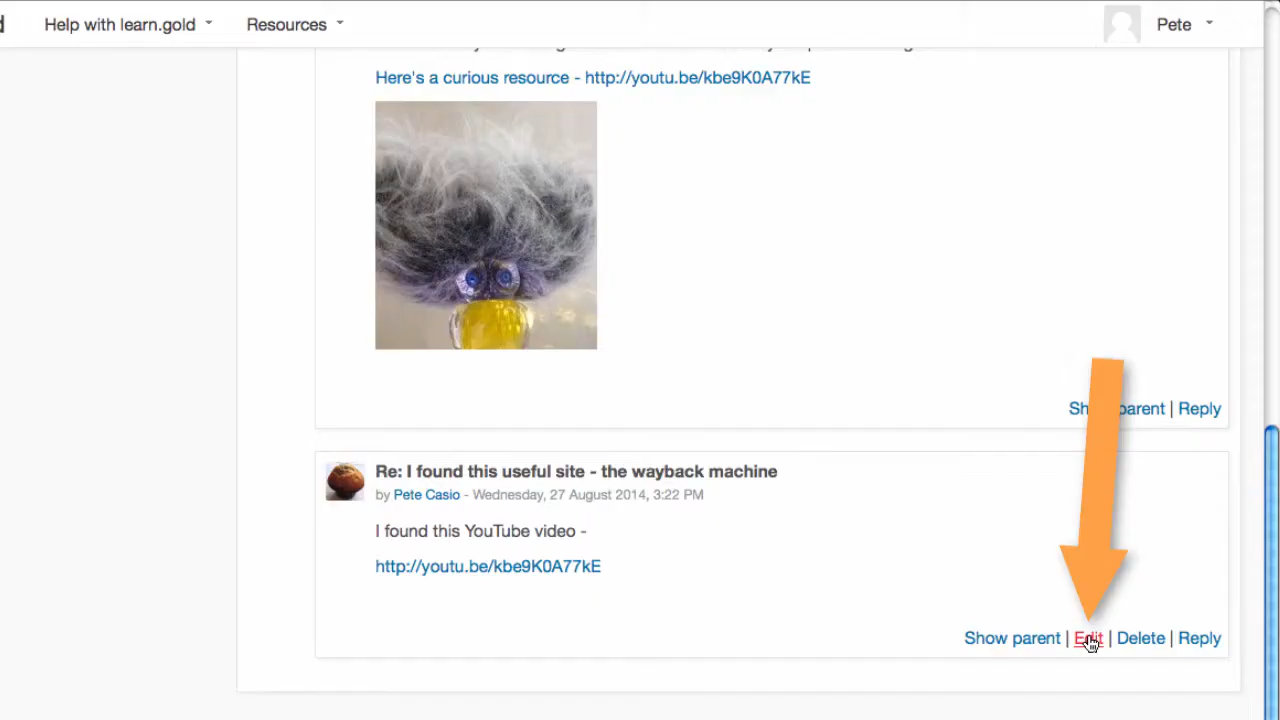 Help with learn.gold Resources Pete
Here's a curious resource - http://youtu.be/kbe9K0A77kE
parent | Reply
Re: I found this useful site - the wayback machine
by Pete Casio - Wednesday, 27 August 2014, 3:22 PM
I found this YouTube video -
http://youtu.be/kbe9K0A77kE
Show parent | Edit | Delete | Reply